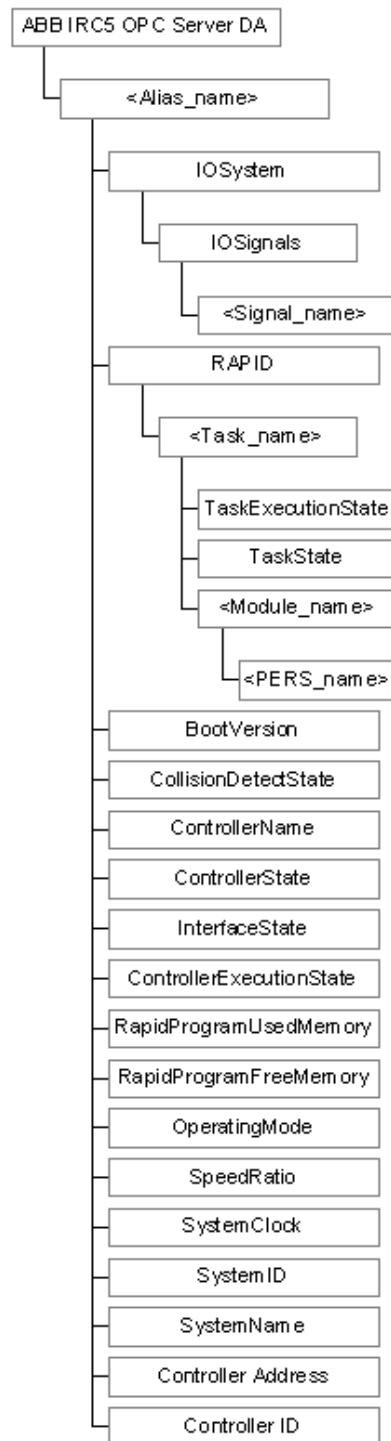 ABB IRC5 OPC Server DA
<Alias_name>
IOSystem
IOSignals
<Signal_name>
RAPID
<Task_name>
TaskExecutionState
TaskState
<Module_name>
<PERS_name>
BootVersion
CollisionDetectState
ControllerName
ControllerState
InterfaceState
ControllerExecutionState
RapidProgramUsedMemory
RapidProgramFreeMemory
OperatingMode
SpeedRatio
SystemClock
SystemID
SystemName
Controller Address
Controller ID